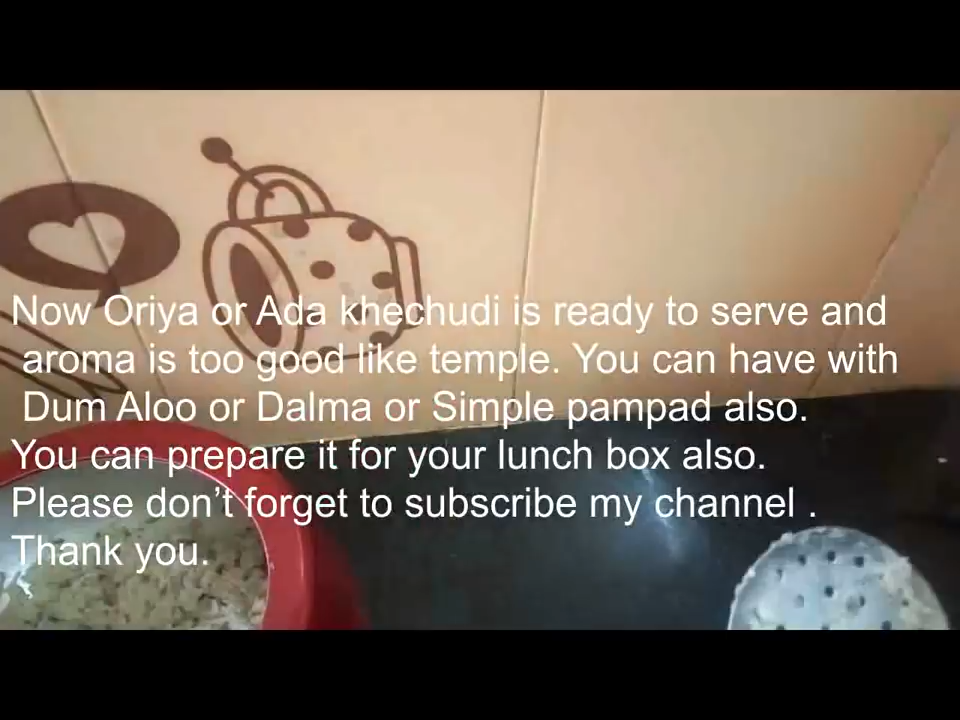 Now Oriya or Ada khechudi is ready to serve and
aroma is too good like temple. You can have with
Dum Aloo or Dalma or Simple pampad also.
You can prepare it for your lunch box also.
Please don’t forget to subscribe my channel .
Thank you.